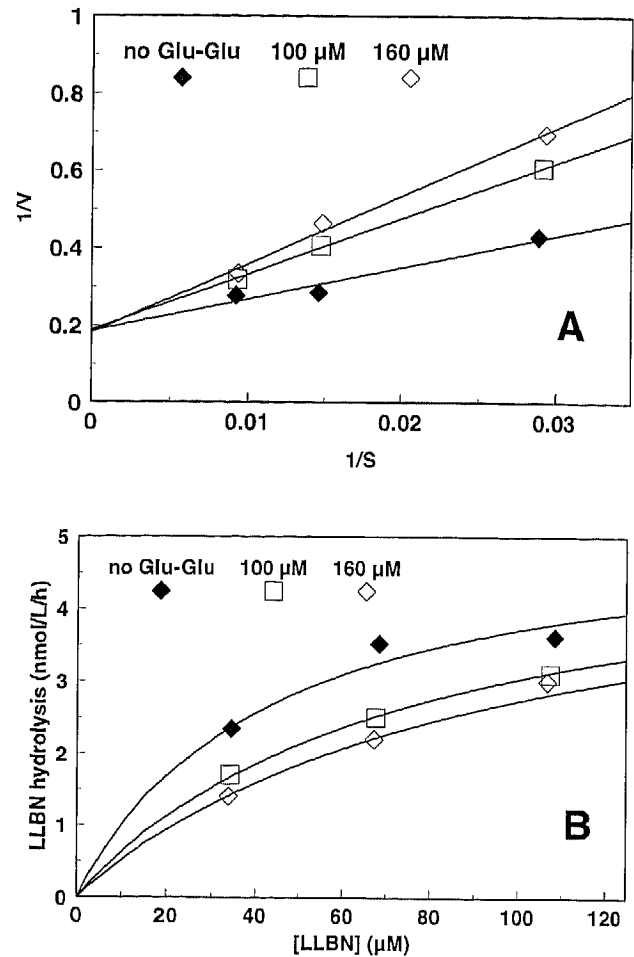 1
no Glu-Glu 100 µM 160 µM
0.8
0.6
1/V
0.4
0.2
A
0
0 0.01 0.02 0.03
1/S
5
no Glu-Glu 100 µM 160 µM
4
3
LLBN hydrolysis (nmol/L/h)
2
1
B
0
0 20 40 60 80 100 120
[LLBN] (µM)